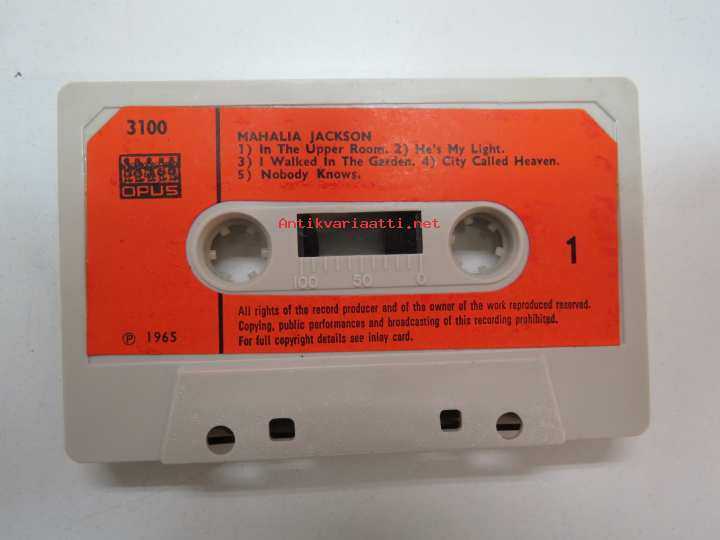 3100
OPUS
MAHALIA JACKSON
1) In The Upper Room. 2) He's My Light.
3) I Walked In The Garden. 4) City Called Heaven.
5) Nobody Knows.
Antikvariaatti.net
100 50 0
1
All rights of the record producer and of the owner of the work reproduced reserved.
Copying, public performances and broadcasting of this recording prohibited.
For full copyright details see inlay card.
℗ 1965